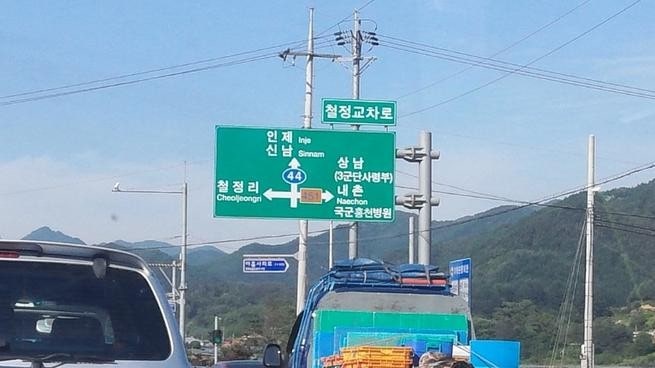 철정교차로
인제 Inje
신남 Sinnam
44
철정리
Cheoljeongri
451
상남
(3군단사령부)
내촌
Naechon
국군홍천병원